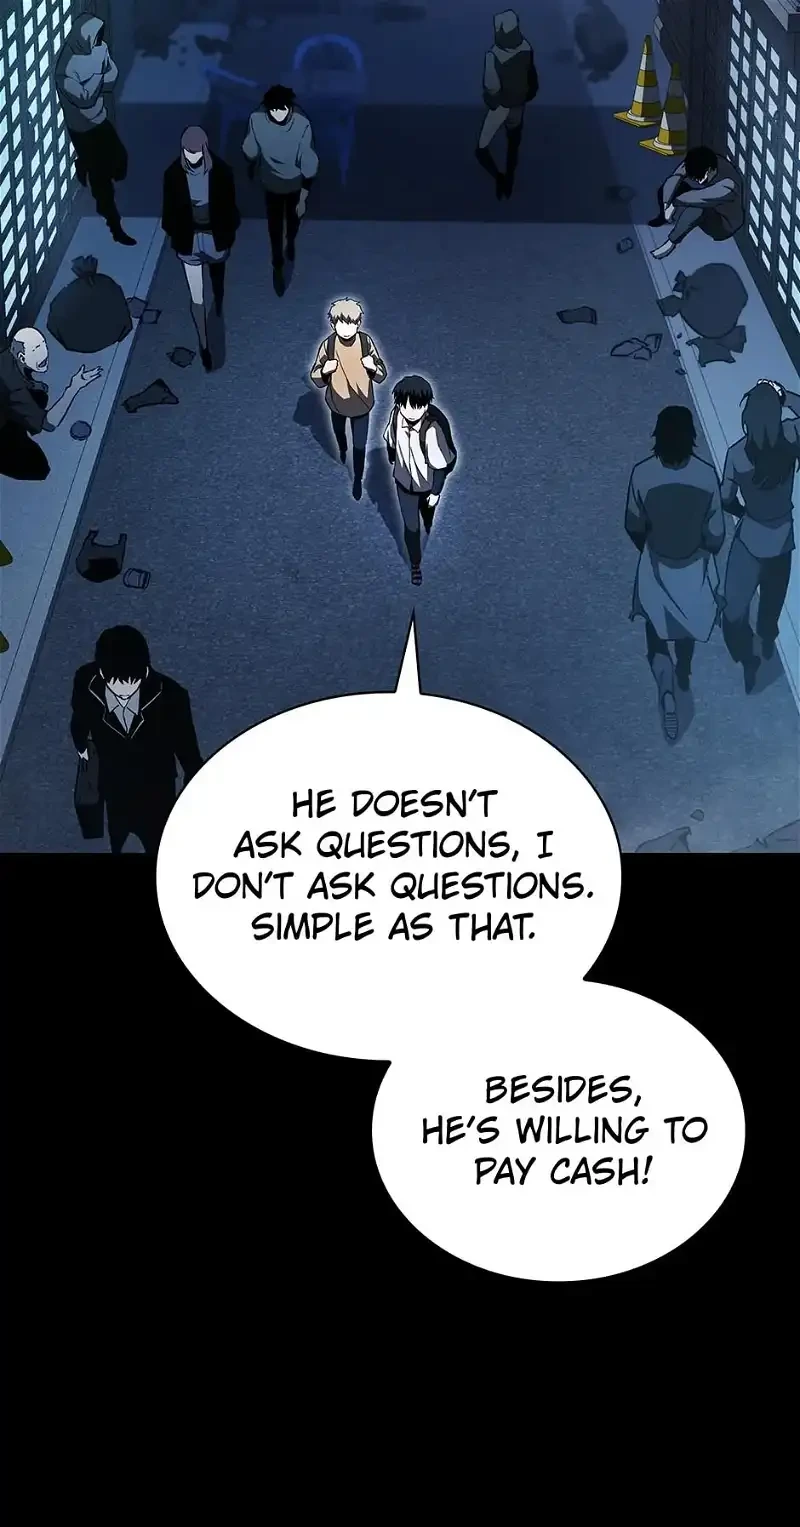 HE DOESN'T
ASK QUESTIONS, I
DON'T ASK QUESTIONS.
SIMPLE AS THAT.
BESIDES,
HE'S WILLING TO
PAY CASH!